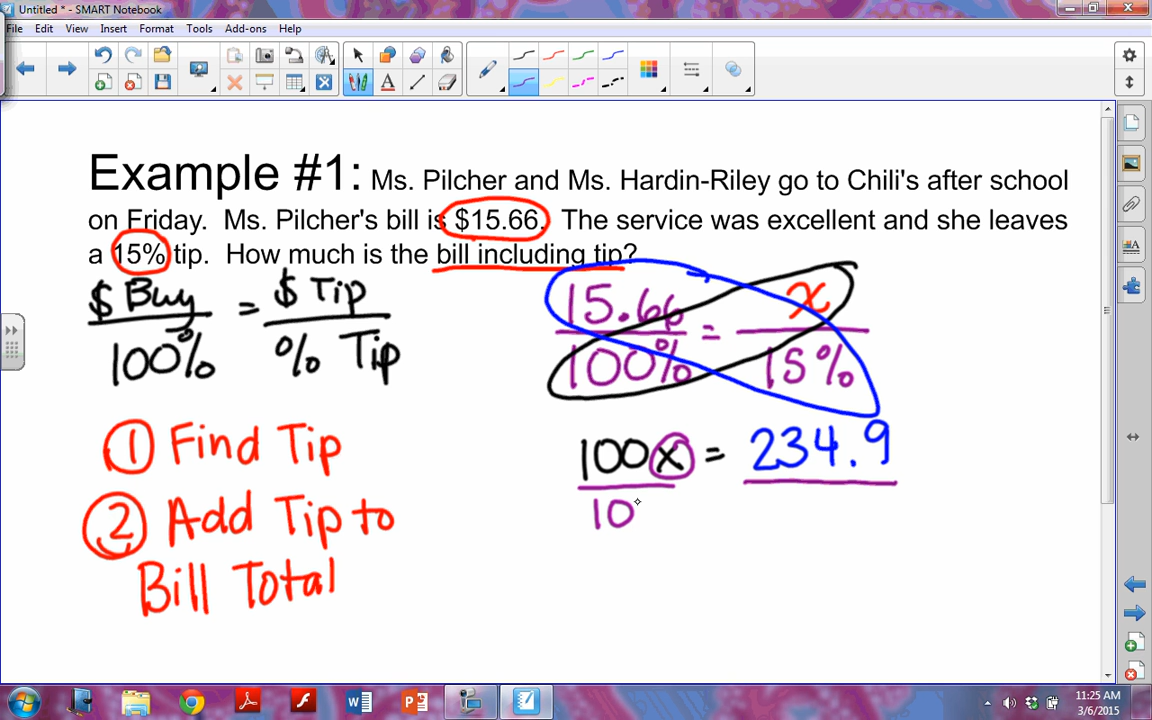 Untitled * - SMART Notebook
File Edit View Insert Format Tools Add-ons Help
Example #1: Ms. Pilcher and Ms. Hardin-Riley go to Chili's after school
on Friday. Ms. Pilcher's bill is $15.66. The service was excellent and she leaves
a 15% tip. How much is the bill including tip?
$ Buy = $ Tip
100% % Tip
15.66 = x
100% 15%
① Find Tip
② Add Tip to
Bill Total
100x = 234.9
10
11:25 AM
3/6/2015